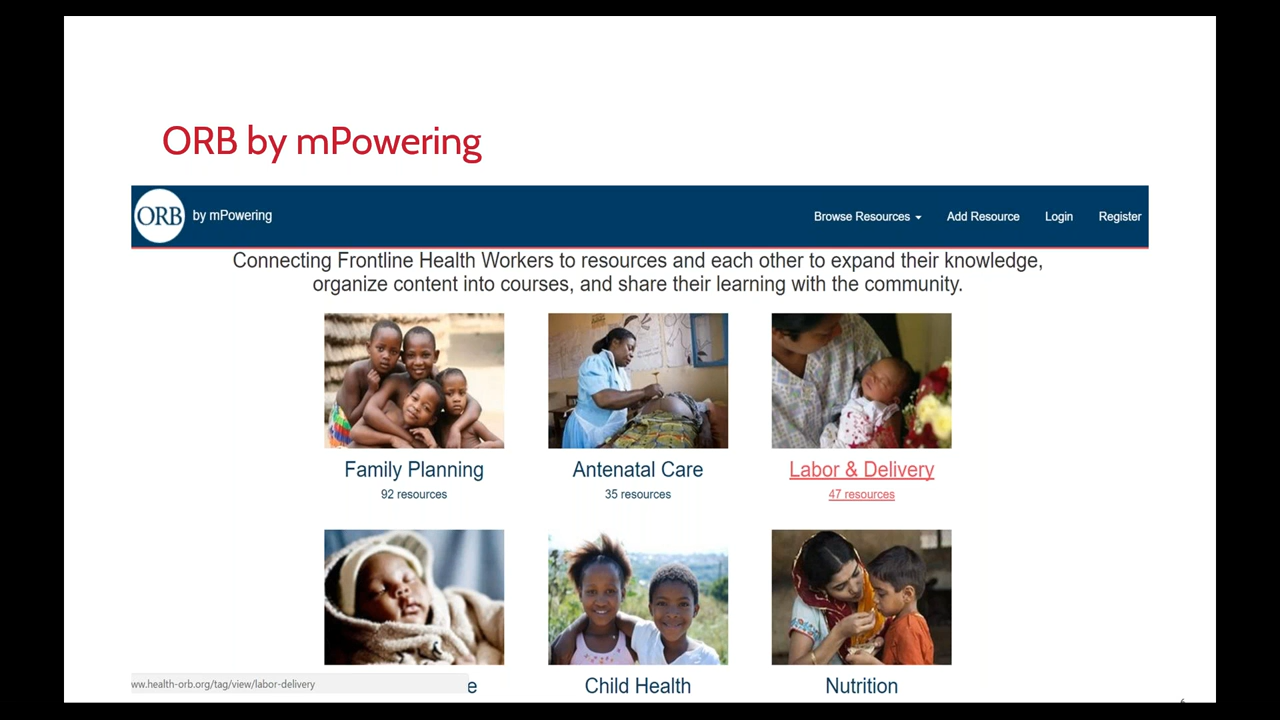 ORB by mPowering
ORB by mPowering Browse Resources Add Resource Login Register
Connecting Frontline Health Workers to resources and each other to expand their knowledge,
organize content into courses, and share their learning with the community.
Family Planning Antenatal Care Labor & Delivery
92 resources 35 resources 47 resources
ww.health-orb.org/tag/view/labor-delivery
e Child Health Nutrition